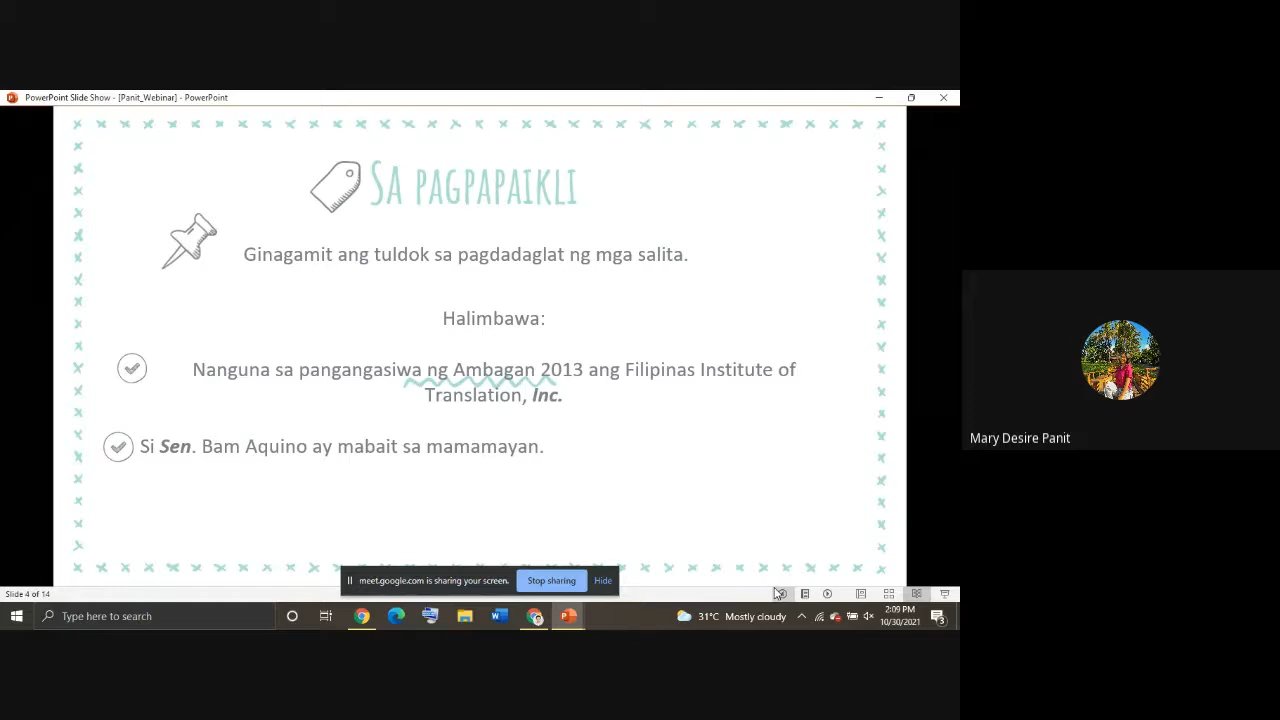 PowerPoint Slide Show - [Panit_Webinar] - PowerPoint
SA PAGPAPAIKLI
Ginagamit ang tuldok sa pagdadaglat ng mga salita.
Halimbawa:
Nanguna sa pangangasiwa ng Ambagan 2013 ang Filipinas Institute of
Translation, Inc.
Si Sen. Bam Aquino ay mabait sa mamamayan.
Mary Desire Panit
meet.google.com is sharing your screen. Stop sharing Hide
Slide 4 of 14
Type here to search
31°C Mostly cloudy
2:09 PM
10/30/2021
3